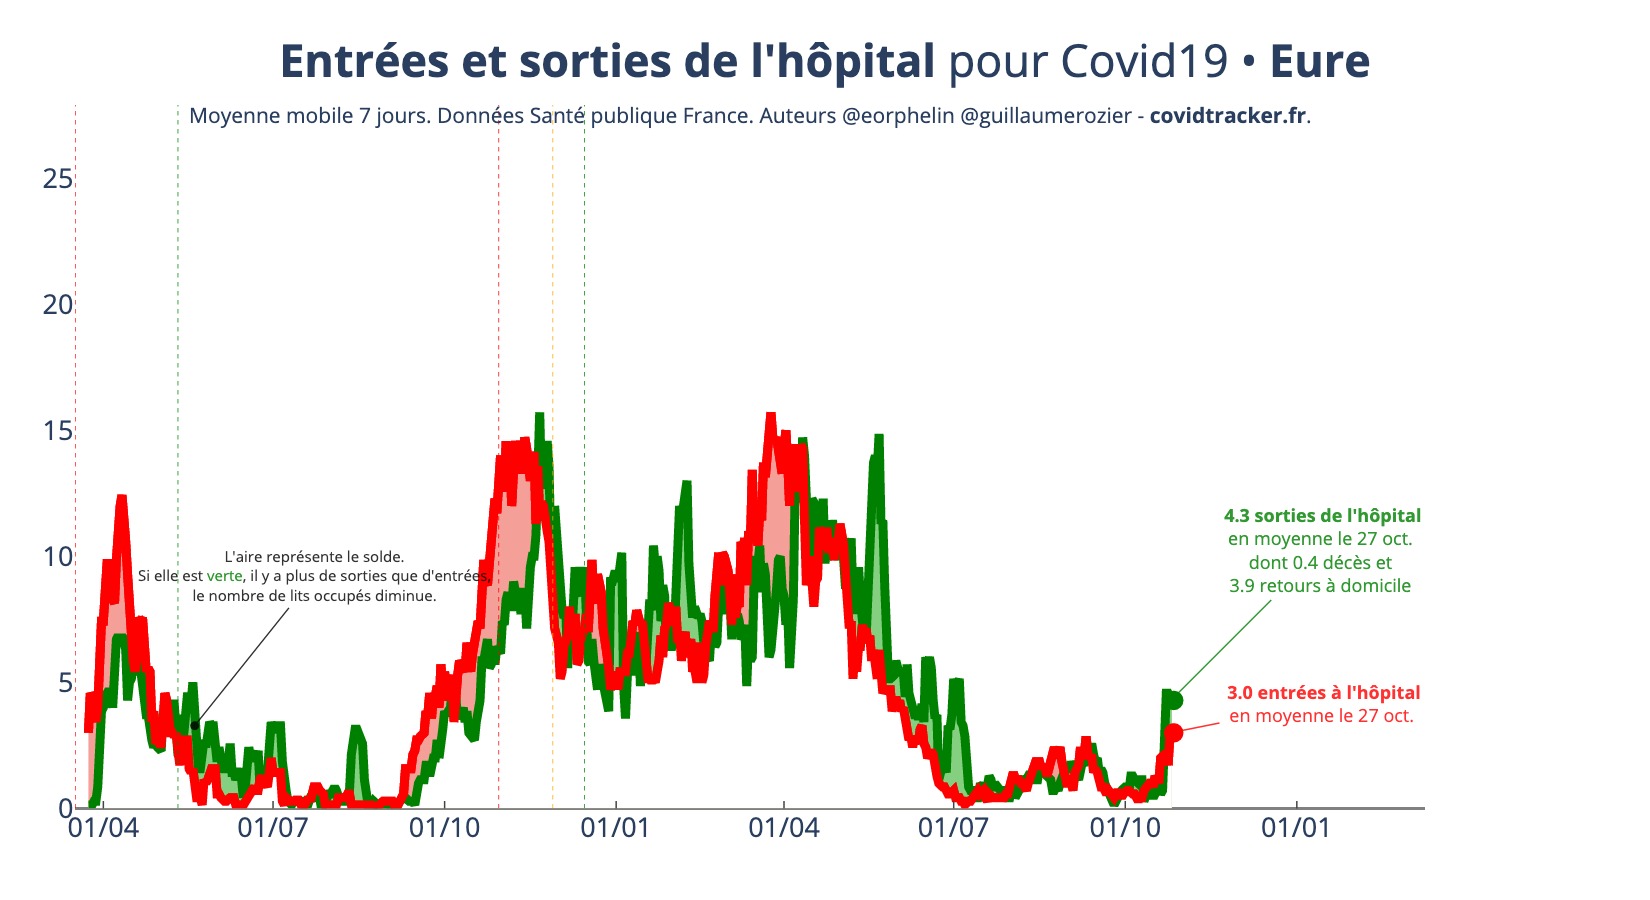 Entrées et sorties de l'hôpital pour Covid19 • Eure
Moyenne mobile 7 jours. Données Santé publique France. Auteurs @eorphelin @guillaumerozier - covidtracker.fr.
25
20
15
10
5
0
L'aire représente le solde.
Si elle est verte, il y a plus de sorties que d'entrées,
le nombre de lits occupés diminue.
4.3 sorties de l'hôpital
en moyenne le 27 oct.
dont 0.4 décès et
3.9 retours à domicile
3.0 entrées à l'hôpital
en moyenne le 27 oct.
01/04 01/07 01/10 01/01 01/04 01/07 01/10 01/01